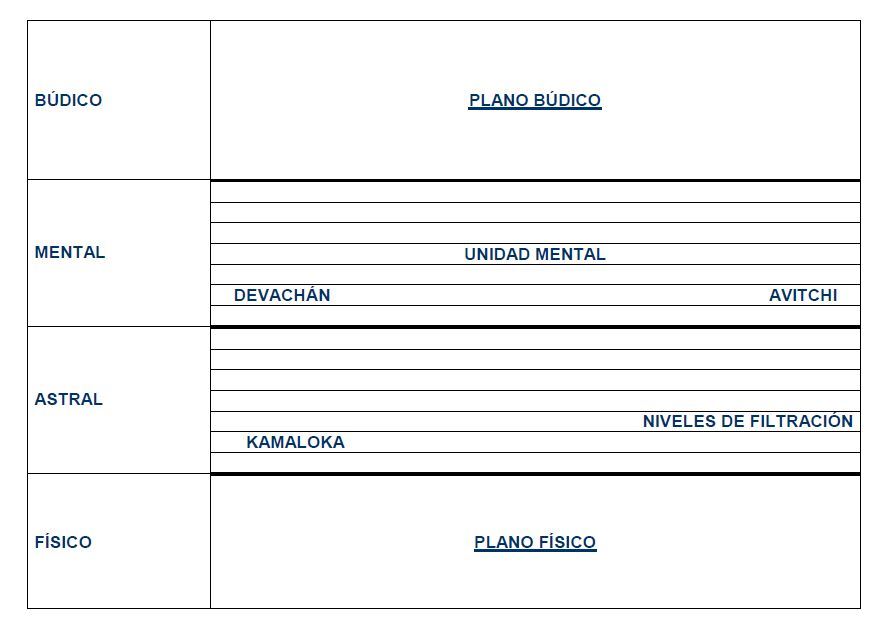 BÚDICO
PLANO BÚDICO
MENTAL
UNIDAD MENTAL
DEVACHÁN AVITCHI
ASTRAL
NIVELES DE FILTRACIÓN
KAMALOKA
FÍSICO
PLANO FÍSICO